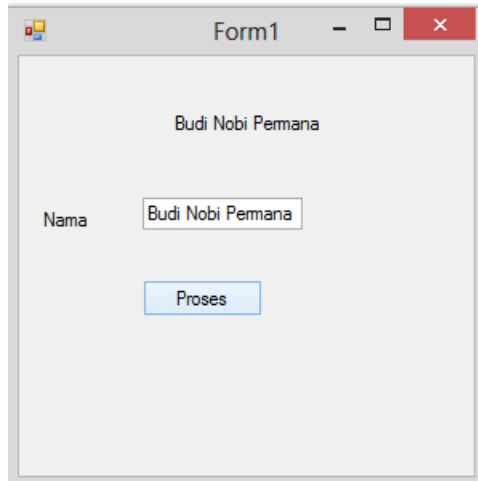 Form1
Budi Nobi Permana
Nama Budi Nobi Permana
Proses